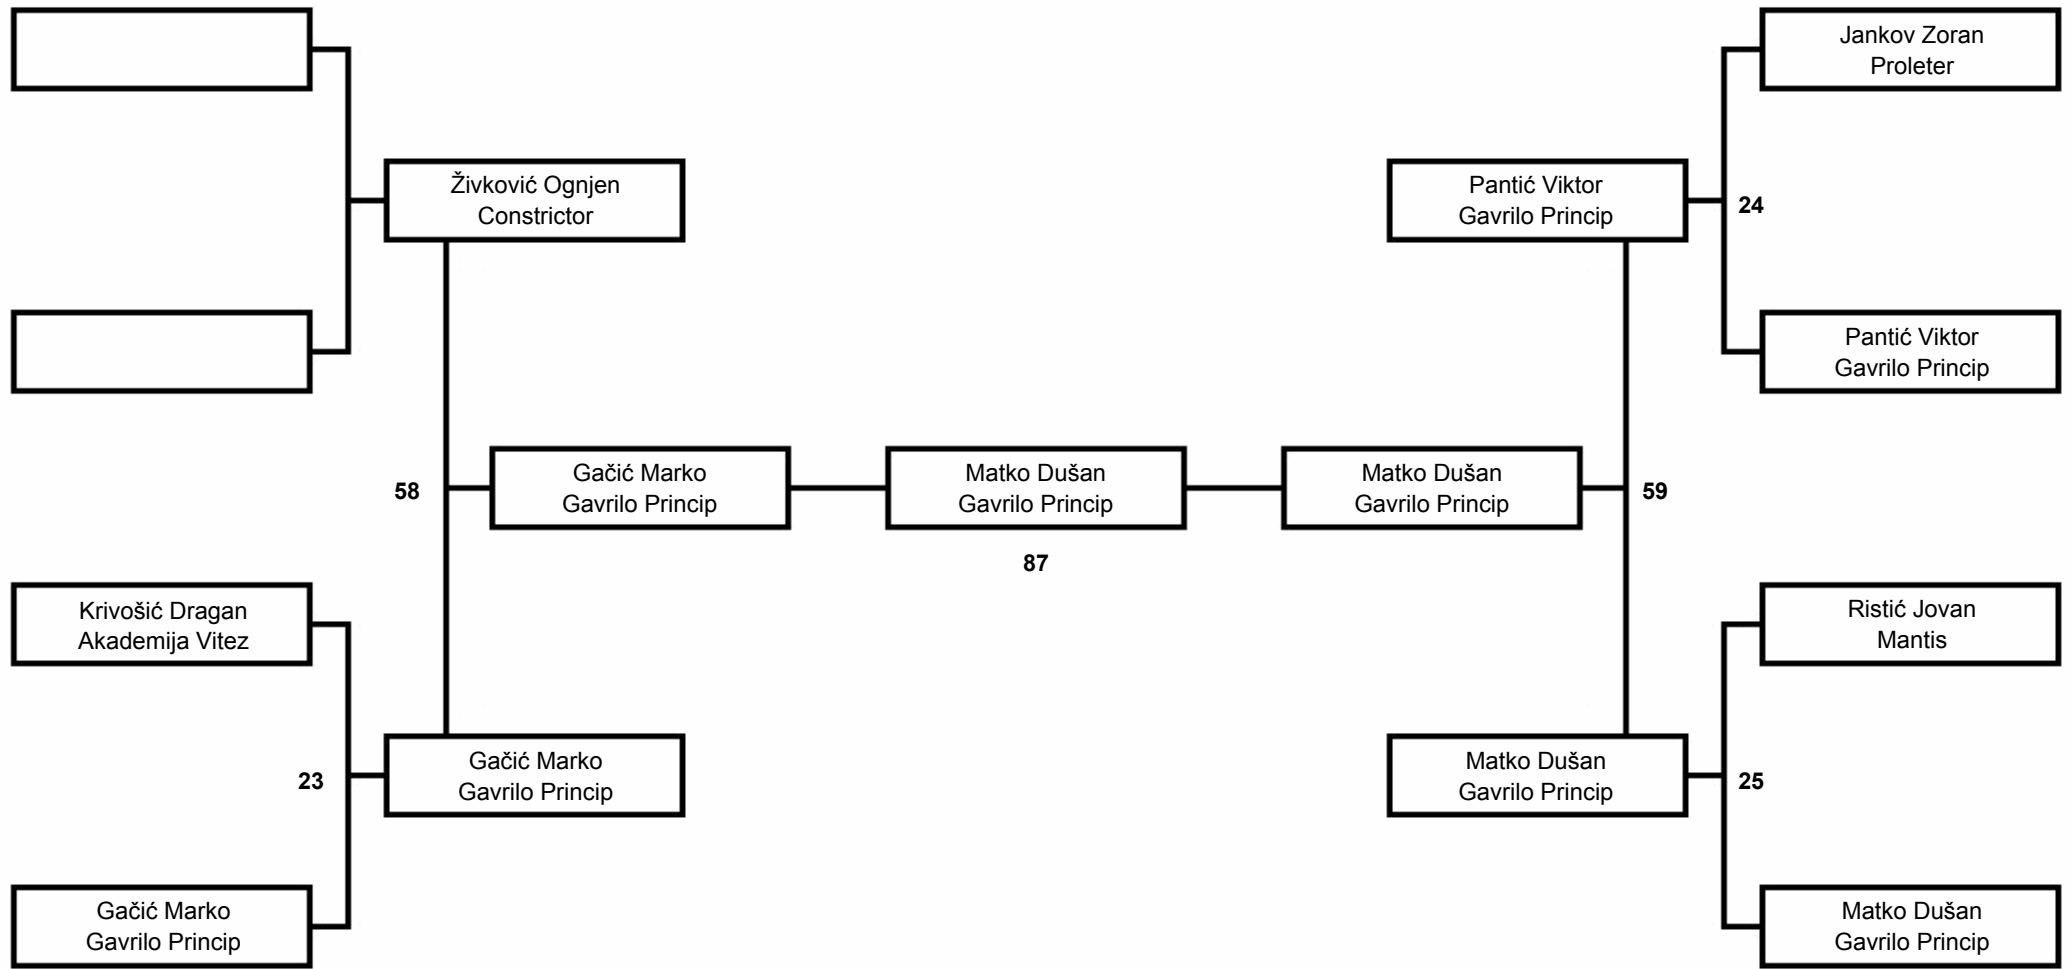 Jankov Zoran
Proleter
Živković Ognjen
Constrictor
Pantić Viktor
Gavrilo Princip
24
Pantić Viktor
Gavrilo Princip
58
Gačić Marko
Gavrilo Princip
Matko Dušan
Gavrilo Princip
87
Matko Dušan
Gavrilo Princip
59
Krivošić Dragan
Akademija Vitez
Ristić Jovan
Mantis
23
Gačić Marko
Gavrilo Princip
Matko Dušan
Gavrilo Princip
25
Gačić Marko
Gavrilo Princip
Matko Dušan
Gavrilo Princip